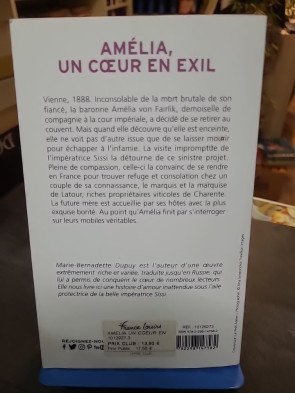 AMÉLIA,
UN CŒUR EN EXIL
Vienne, 1888. Inconsolable de la mort brutale de son
fiancé, la baronne Amélia von Fairlik, demoiselle de
compagnie à la cour impériale, a décidé de se retirer au
couvent. Mais quand elle découvre qu'elle est enceinte,
elle ne voit pas d'autre issue que de se laisser mourir
pour échapper à l'infamie. La visite impromptue de
l'impératrice Sissi la détourne de ce sinistre projet.
Pleine de compassion, celle-ci la convainc de se rendre
en France pour trouver refuge et consolation chez un
couple de sa connaissance, le marquis et la marquise de
Latour, riches propriétaires viticoles de Charente.
La future mère est accueillie par ses hôtes avec la plus
exquise bonté. Au point qu'Amélia finit par s'interroger
sur leurs mobiles véritables.
Marie-Bernadette Dupuy est l'auteur d'une œuvre
extrêmement riche et variée, traduite jusqu'en Russie, qui
lui a permis de conquérir le cœur de nombreux lecteurs.
Elle nous livre ici une histoire d'amour inattendue sous l'aile
protectrice de la belle impératrice Sissi.
REJOIGNEZ-NOUS
France Loisirs
AMELIA UN COEUR EN
PRIX CLUB
Prix Public